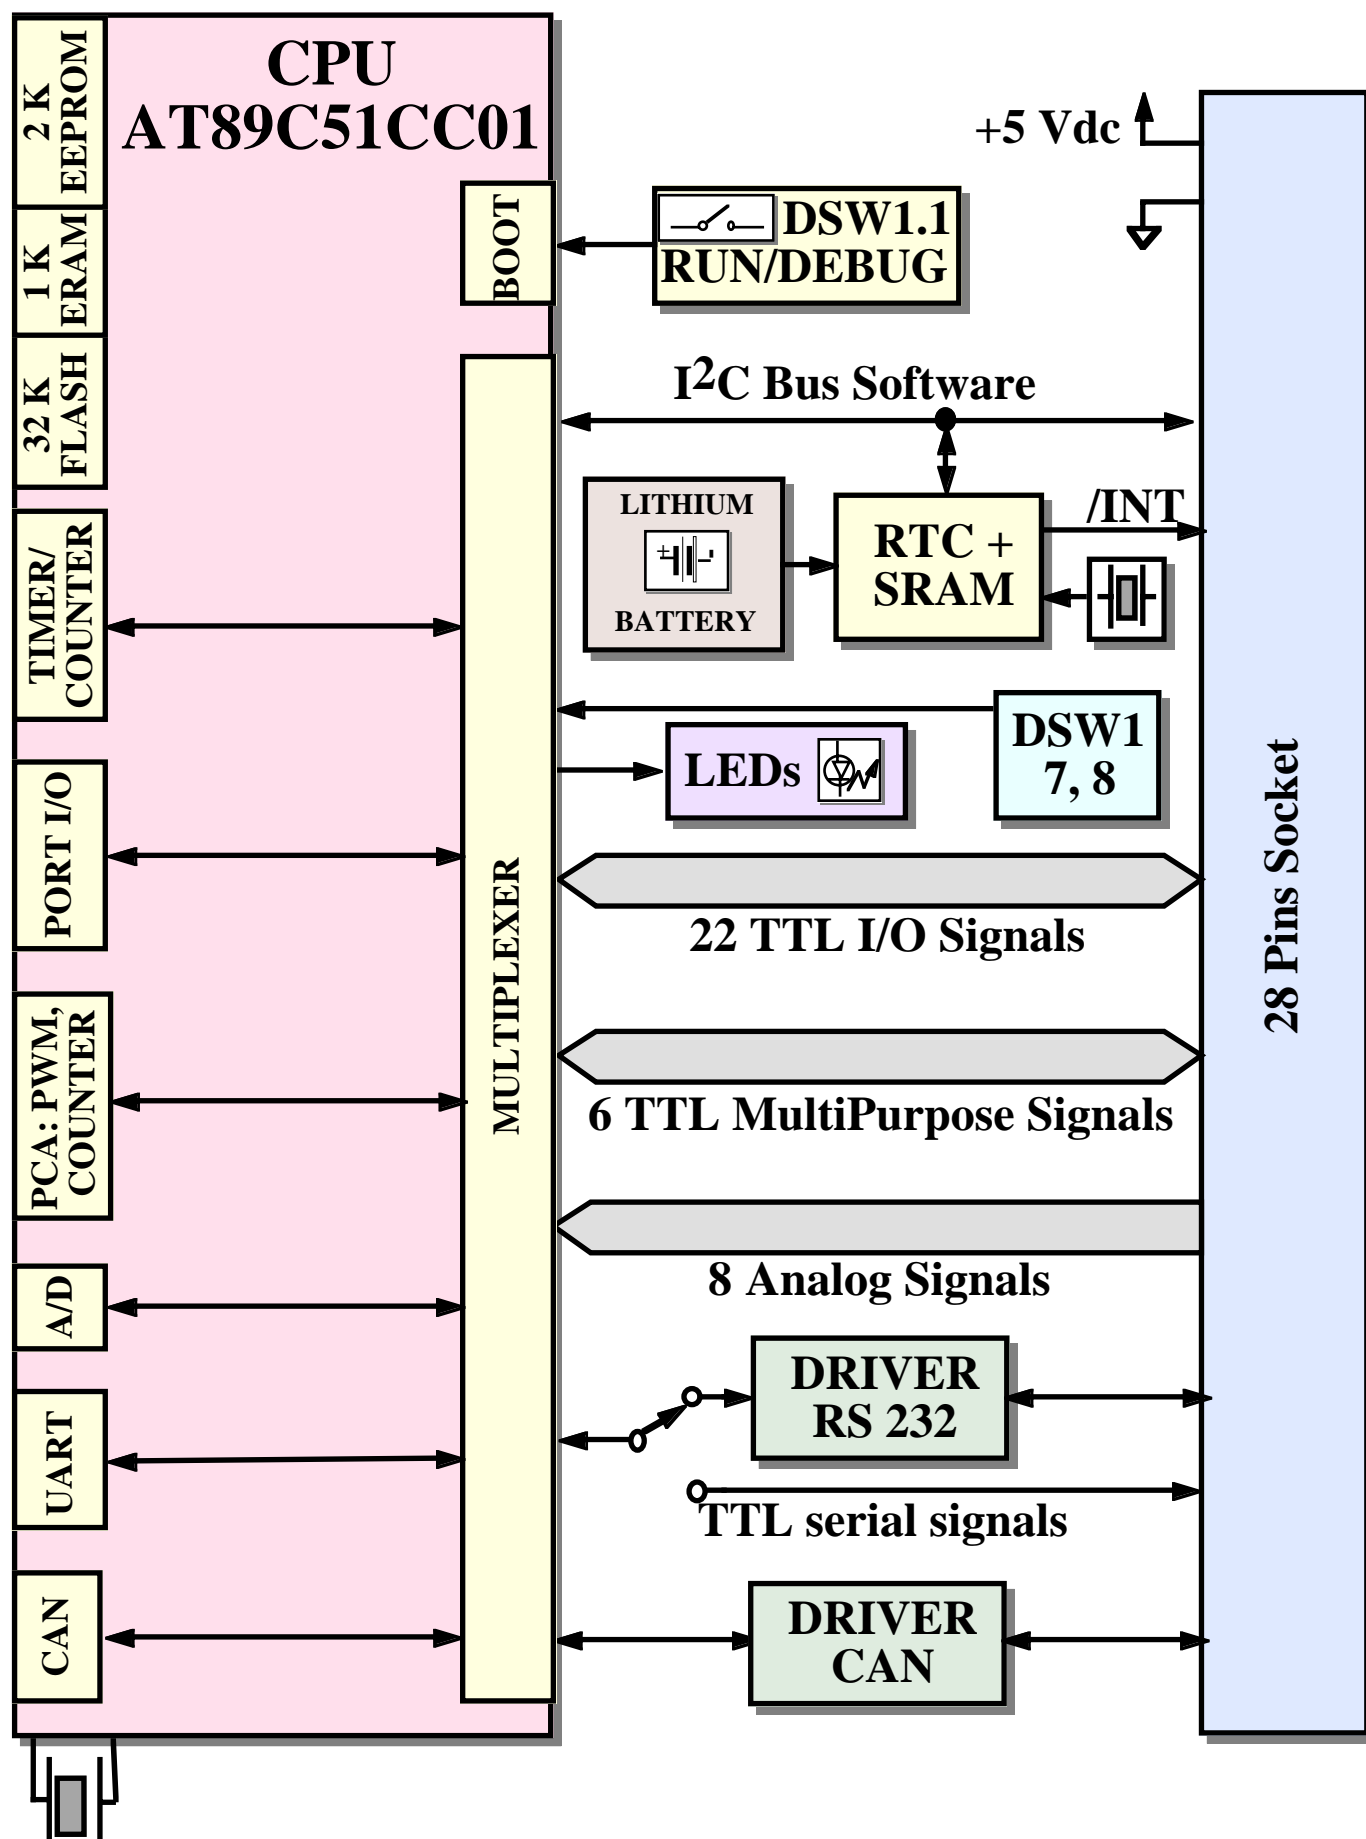 CPU
AT89C51CC01
2 K
EEPROM
1 K
ERAM
32 K
FLASH
TIMER/
COUNTER
PORT I/O
PCA: PWM,
COUNTER
A/D
UART
CAN
BOOT
MULTIPLEXER
DSW1.1
RUN/DEBUG
+5 Vdc
I2C Bus Software
LITHIUM
BATTERY
RTC +
SRAM
/INT
DSW1
7, 8
LEDs
22 TTL I/O Signals
6 TTL MultiPurpose Signals
8 Analog Signals
DRIVER
RS 232
TTL serial signals
DRIVER
CAN
28 Pins Socket